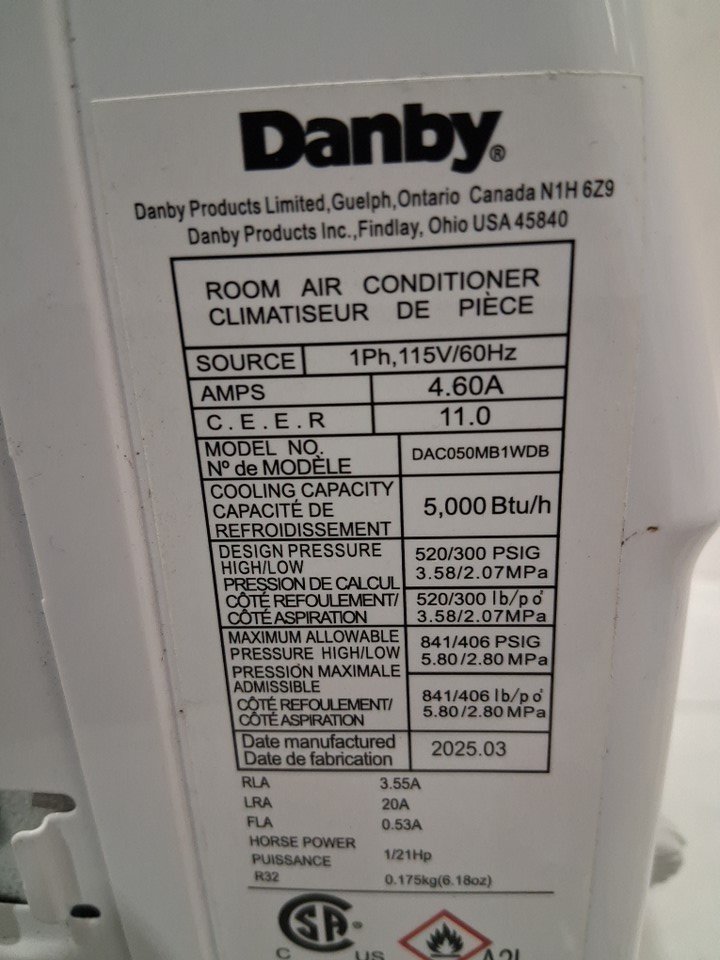 Danby®
Danby Products Limited,Guelph,Ontario Canada N1H 6Z9
Danby Products Inc.,Findlay, Ohio USA 45840
ROOM AIR CONDITIONER
CLIMATISEUR DE PIÈCE
SOURCE 1Ph,115V/60Hz
AMPS 4.60A
C.E.E.R 11.0
MODEL NO.
Nº de MODÈLE DAC050MB1WDB
COOLING CAPACITY
CAPACITÉ DE
REFROIDISSEMENT 5,000 Btu/h
DESIGN PRESSURE 520/300 PSIG
HIGH/LOW 3.58/2.07MPa
PRESSION DE CALCUL
CÔTÉ REFOULEMENT/ 520/300 lb/po²
CÔTÉ ASPIRATION 3.58/2.07MPa
MAXIMUM ALLOWABLE 841/406 PSIG
PRESSURE HIGH/LOW 5.80/2.80 MPa
PRESSION MAXIMALE
ADMISSIBLE 841/406 lb/po²
CÔTÉ REFOULEMENT/ 5.80/2.80 MPa
CÔTÉ ASPIRATION
Date manufactured
Date de fabrication 2025.03
RLA 3.55A
LRA 20A
FLA 0.53A
HORSE POWER
PUISSANCE 1/21Hp
R32 0.175kg(6.18oz)
CSA®
C US A2L